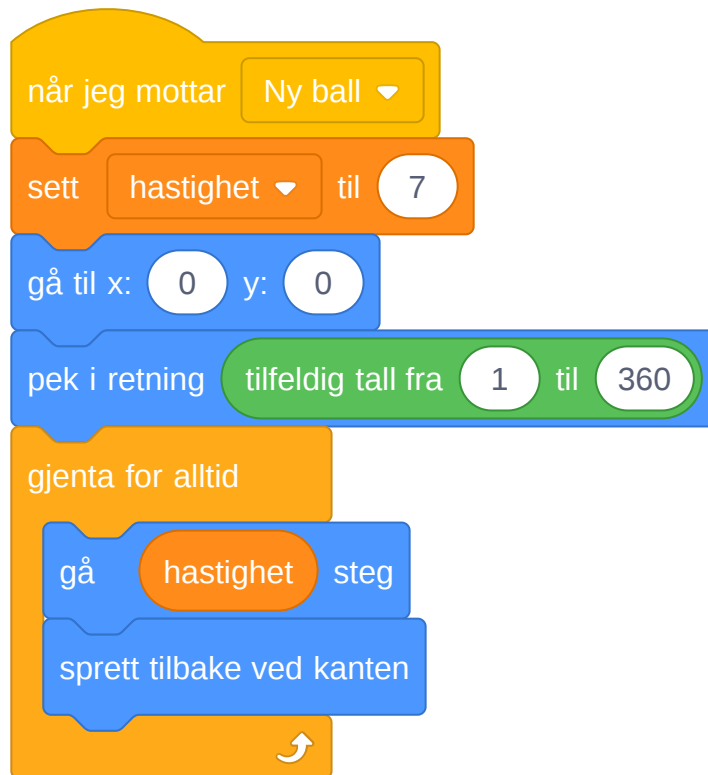 når jeg mottar Ny ball
sett hastighet til 7
gå til x: 0 y: 0
pek i retning tilfeldig tall fra 1 til 360
gjenta for alltid
gå hastighet steg
sprett tilbake ved kanten